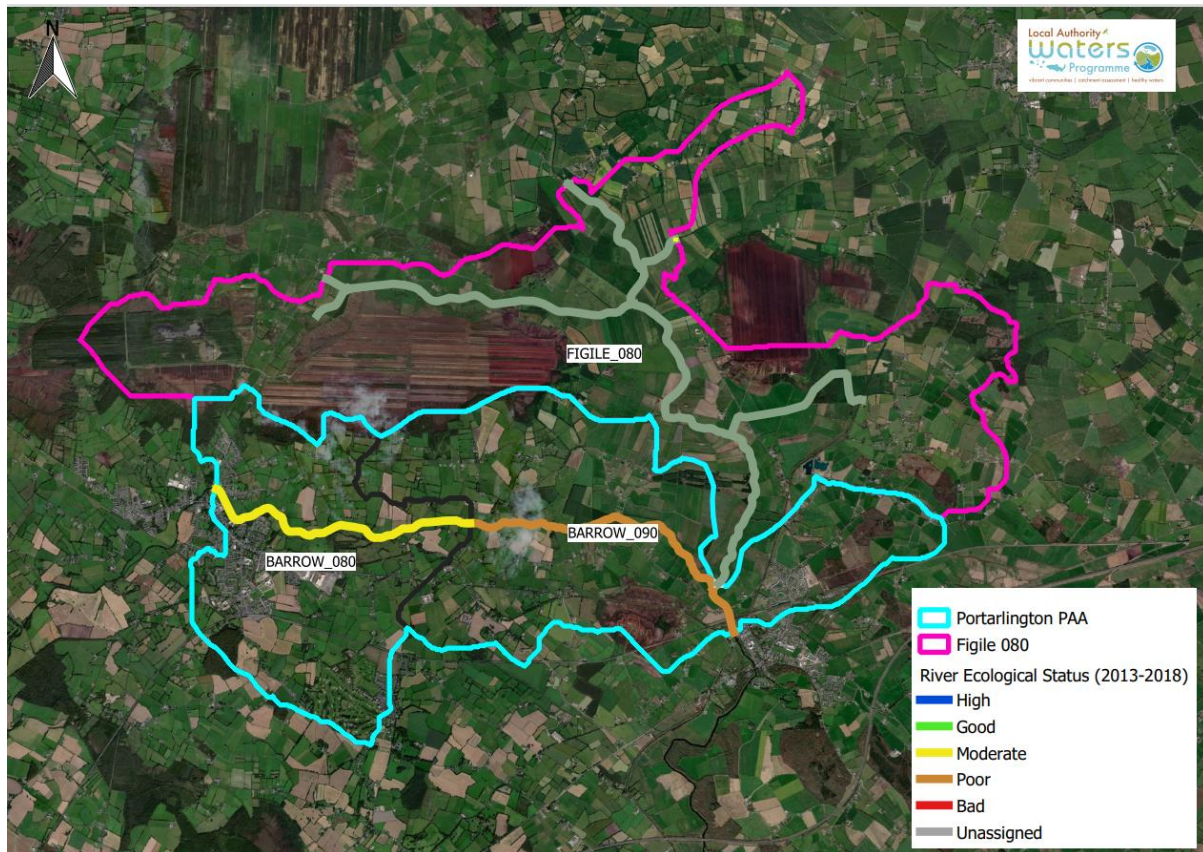 N
Local Authority
Waters
Programme
vibrant communities | catchment assessment | healthy waters
FIGILE_080
BARROW_090
BARROW_080
Portarlington PAA
Figile 080
River Ecological Status (2013-2018)
High
Good
Moderate
Poor
Bad
Unassigned